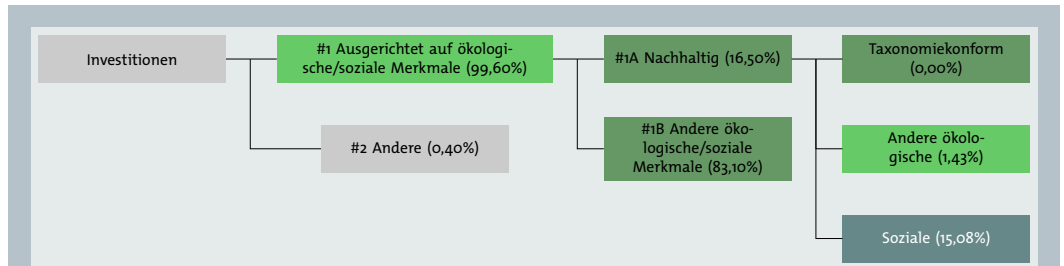 Investitionen
#1 Ausgerichtet auf ökologi-
sche/soziale Merkmale (99,60%)
#2 Andere (0,40%)
#1A Nachhaltig (16,50%)
#1B Andere öko-
logische/soziale
Merkmale (83,10%)
Taxonomiekonform
(0,00%)
Andere ökolo-
gische (1,43%)
Soziale (15,08%)